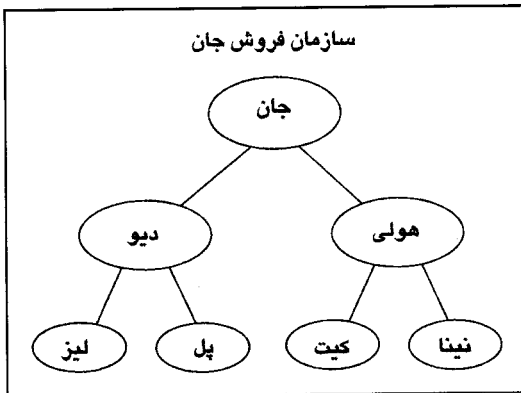 سازمان فروش جان
جان
هولی
دیو
نینا
کیت
پل
لیز